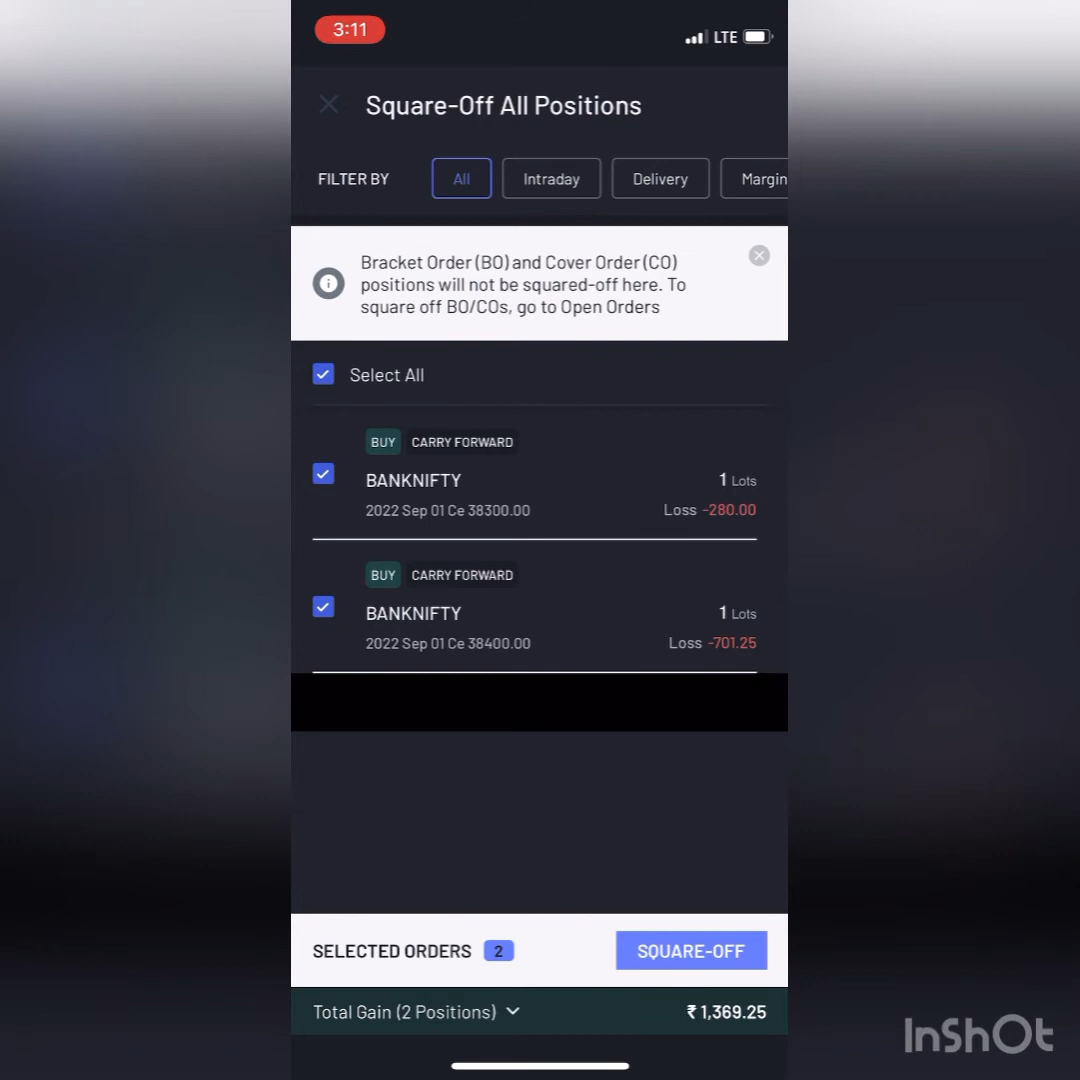 3:11
LTE
Square-Off All Positions
FILTER BY
All
Intraday
Delivery
Margin
Bracket Order (BO) and Cover Order (CO)
positions will not be squared-off here. To
square off BO/COs, go to Open Orders
Select All
BUY CARRY FORWARD
BANKNIFTY
1 Lots
2022 Sep 01 Ce 38300.00
Loss -280.00
BUY CARRY FORWARD
BANKNIFTY
1 Lots
2022 Sep 01 Ce 38400.00
Loss -701.25
SELECTED ORDERS 2
SQUARE-OFF
Total Gain (2 Positions)
₹ 1,369.25
InShOt